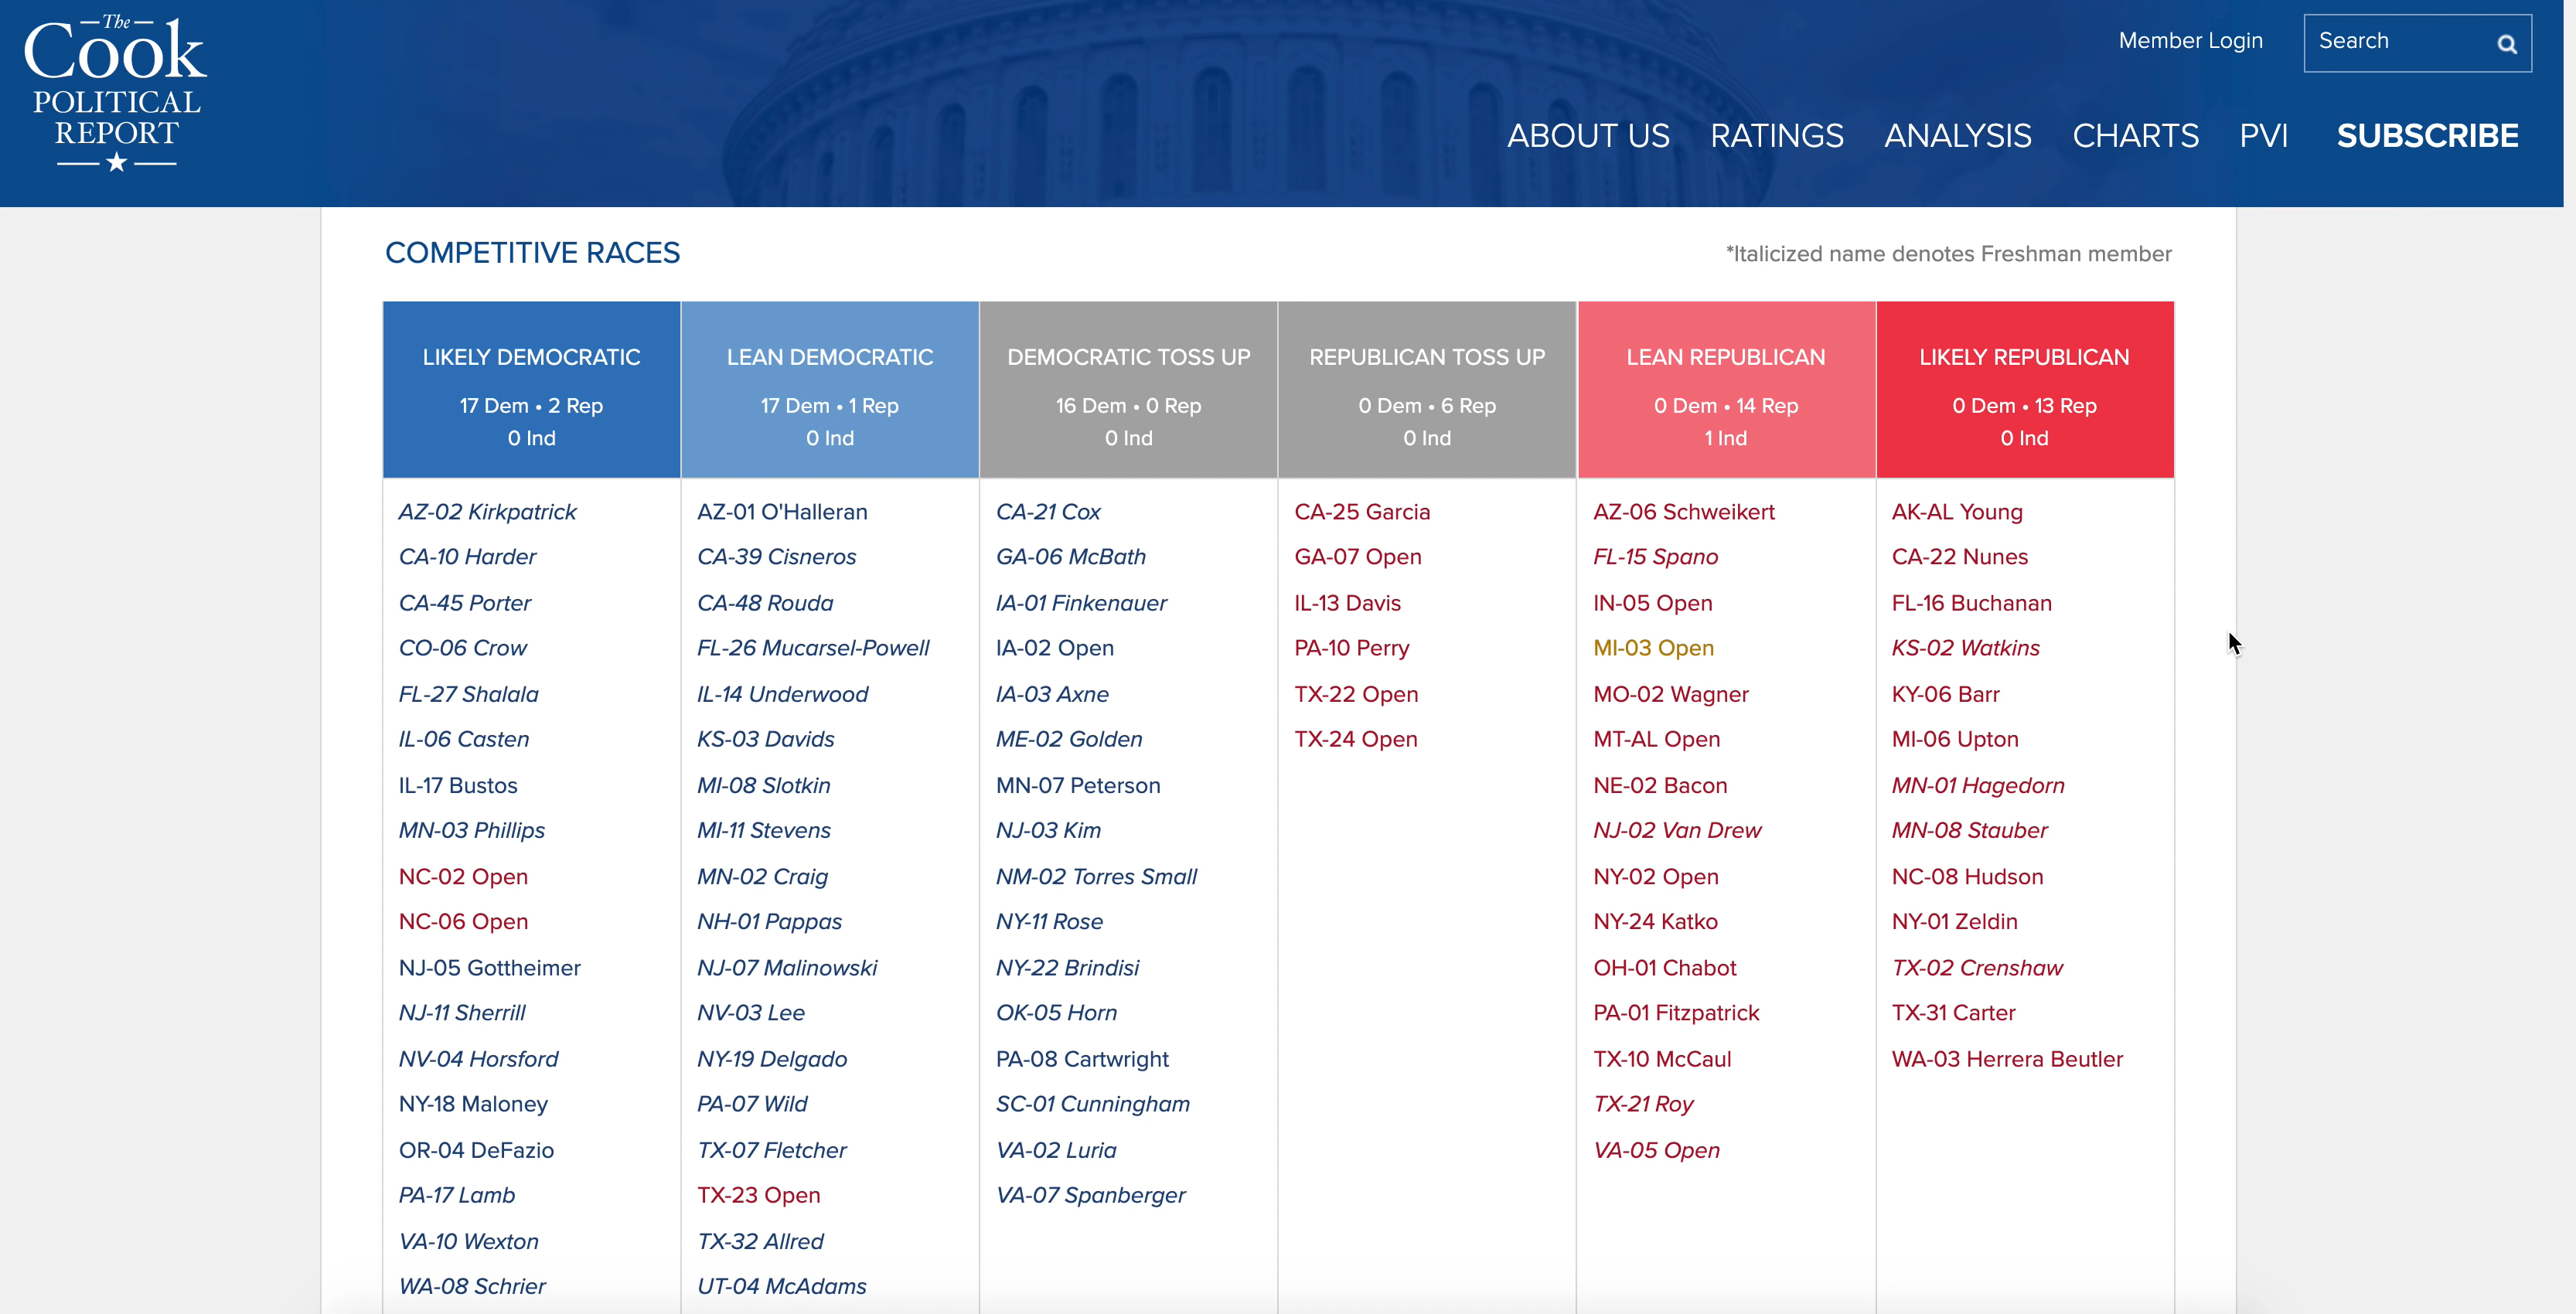 The
Cook
POLITICAL
REPORT
Member Login
Search
ABOUT US RATINGS ANALYSIS CHARTS PVI SUBSCRIBE
COMPETITIVE RACES
*Italicized name denotes Freshman member
LIKELY DEMOCRATIC
17 Dem • 2 Rep
0 Ind
AZ-02 Kirkpatrick
CA-10 Harder
CA-45 Porter
CO-06 Crow
FL-27 Shalala
IL-06 Casten
IL-17 Bustos
MN-03 Phillips
NC-02 Open
NC-06 Open
NJ-05 Gottheimer
NJ-11 Sherrill
NV-04 Horsford
NY-18 Maloney
OR-04 DeFazio
PA-17 Lamb
VA-10 Wexton
WA-08 Schrier
LEAN DEMOCRATIC
17 Dem • 1 Rep
0 Ind
AZ-01 O'Halleran
CA-39 Cisneros
CA-48 Rouda
FL-26 Mucarsel-Powell
IL-14 Underwood
KS-03 Davids
MI-08 Slotkin
MI-11 Stevens
MN-02 Craig
NH-01 Pappas
NJ-07 Malinowski
NV-03 Lee
NY-19 Delgado
PA-07 Wild
TX-07 Fletcher
TX-23 Open
TX-32 Allred
UT-04 McAdams
DEMOCRATIC TOSS UP
16 Dem • 0 Rep
0 Ind
CA-21 Cox
GA-06 McBath
IA-01 Finkenauer
IA-02 Open
IA-03 Axne
ME-02 Golden
MN-07 Peterson
NJ-03 Kim
NM-02 Torres Small
NY-11 Rose
NY-22 Brindisi
OK-05 Horn
PA-08 Cartwright
SC-01 Cunningham
VA-02 Luria
VA-07 Spanberger
REPUBLICAN TOSS UP
0 Dem • 6 Rep
0 Ind
CA-25 Garcia
GA-07 Open
IL-13 Davis
PA-10 Perry
TX-22 Open
TX-24 Open
LEAN REPUBLICAN
0 Dem • 14 Rep
1 Ind
AZ-06 Schweikert
FL-15 Spano
IN-05 Open
MI-03 Open
MO-02 Wagner
MT-AL Open
NE-02 Bacon
NJ-02 Van Drew
NY-02 Open
NY-24 Katko
OH-01 Chabot
PA-01 Fitzpatrick
TX-10 McCaul
TX-21 Roy
VA-05 Open
LIKELY REPUBLICAN
0 Dem • 13 Rep
0 Ind
AK-AL Young
CA-22 Nunes
FL-16 Buchanan
KS-02 Watkins
KY-06 Barr
MI-06 Upton
MN-01 Hagedorn
MN-08 Stauber
NC-08 Hudson
NY-01 Zeldin
TX-02 Crenshaw
TX-31 Carter
WA-03 Herrera Beutler